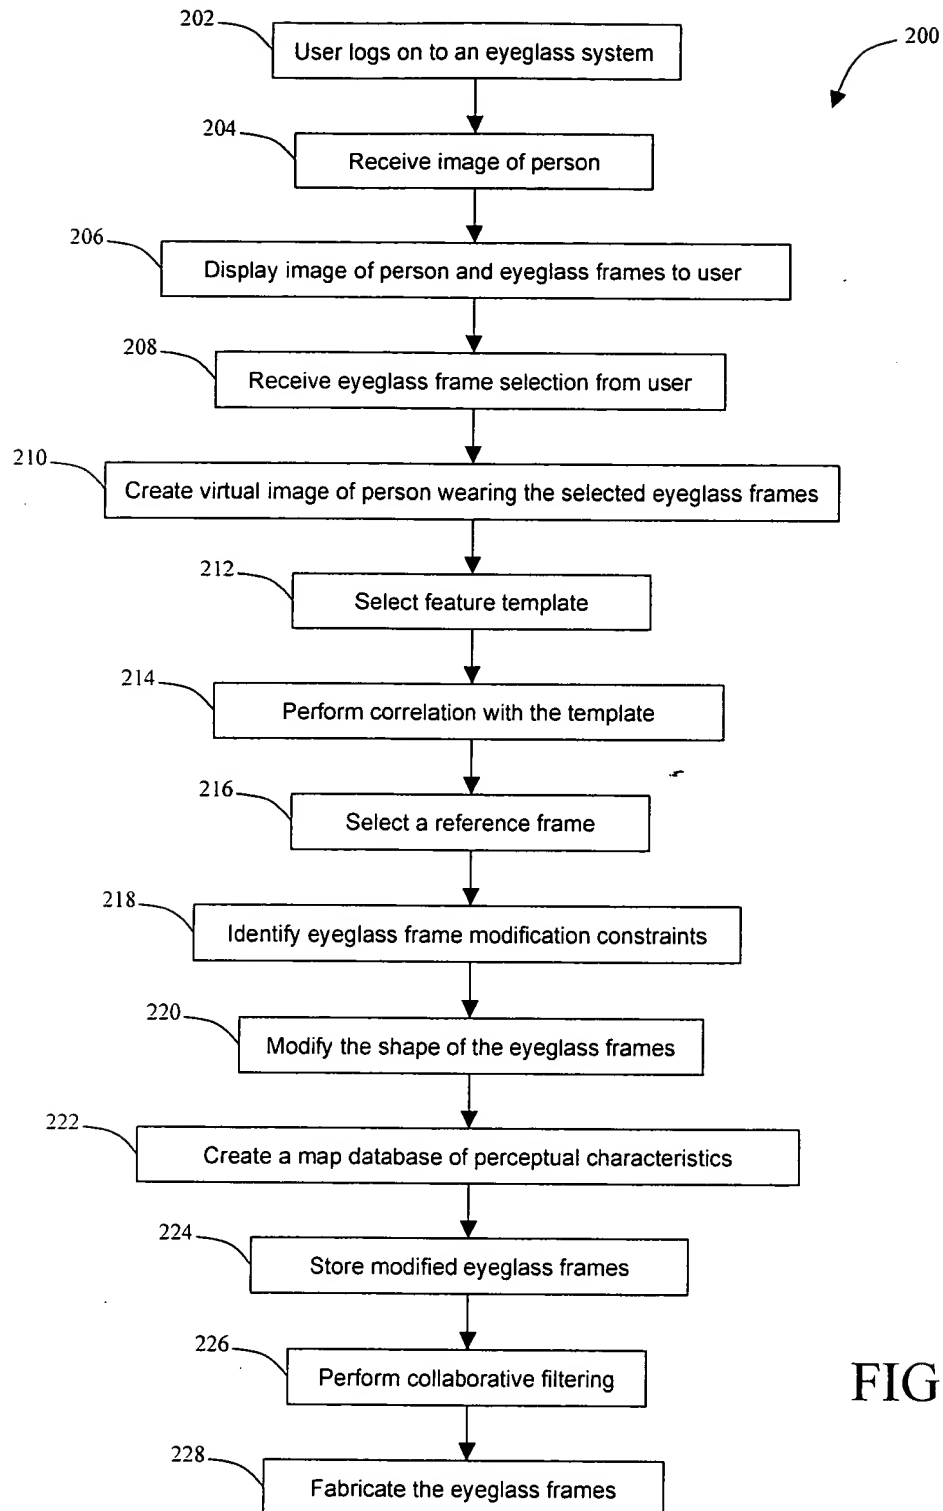 202
User logs on to an eyeglass system
200
204
Receive image of person
206
Display image of person and eyeglass frames to user
208
Receive eyeglass frame selection from user
210
Create virtual image of person wearing the selected eyeglass frames
212
Select feature template
214
Perform correlation with the template
216
Select a reference frame
218
Identify eyeglass frame modification constraints
220
Modify the shape of the eyeglass frames
222
Create a map database of perceptual characteristics
224
Store modified eyeglass frames
226
Perform collaborative filtering
FIG
228
Fabricate the eyeglass frames